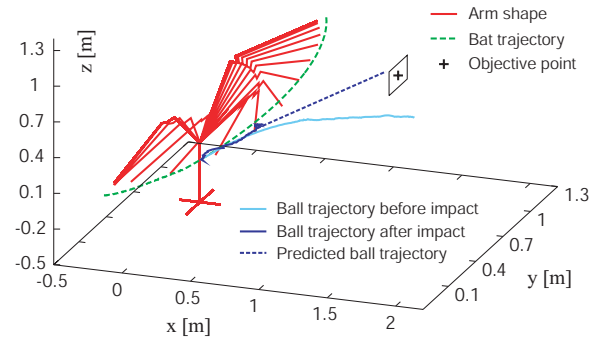 Arm shape
Bat trajectory
Objective point
z [m]
1.3
1
0.7
0.4
0.1
-0.2
-0.5
Ball trajectory before impact
Ball trajectory after impact
Predicted ball trajectory
-0.5
0
0.5
1
1.5
2
x [m]
0.1
0.4
0.7
1
1.3
y [m]